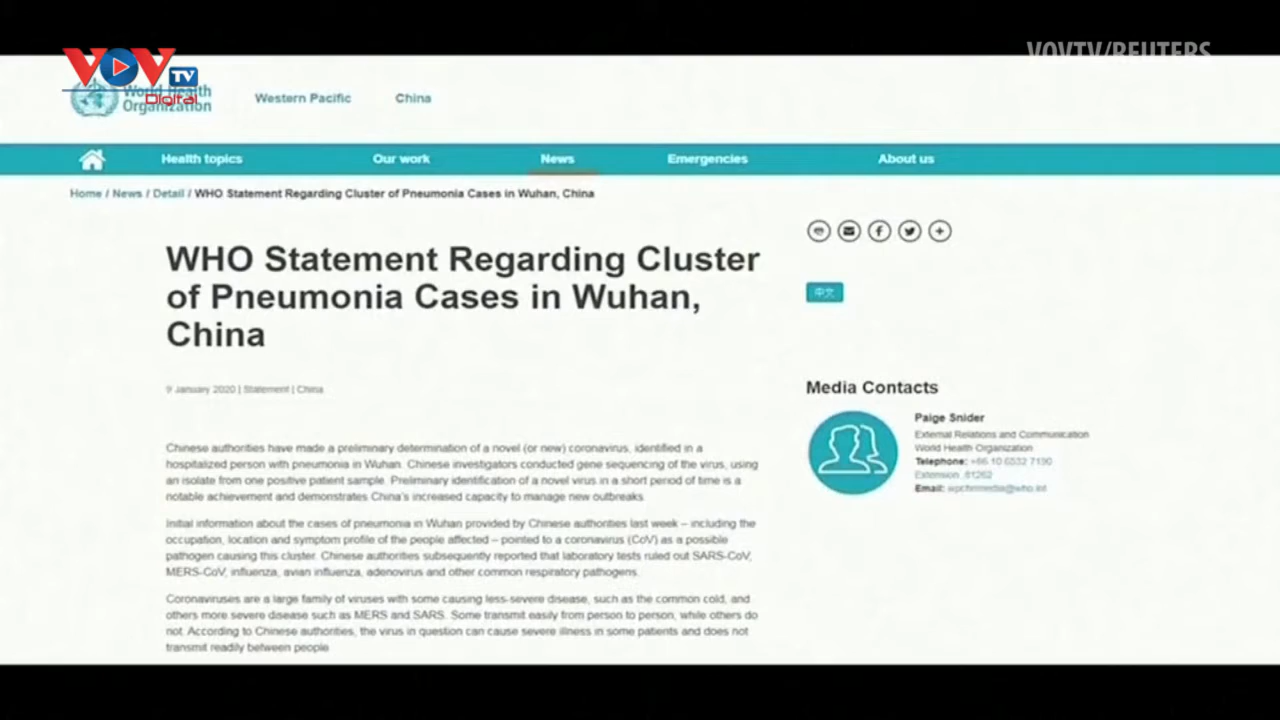 VOVTV/REUTERS
VOV TV
Digital
World Health
Organization
Western Pacific
China
Health topics
Our work
News
Emergencies
About us
Home / News / Detail / WHO Statement Regarding Cluster of Pneumonia Cases in Wuhan, China
WHO Statement Regarding Cluster
of Pneumonia Cases in Wuhan,
China
9 January 2020 | Statement | China
Chinese authorities have made a preliminary determination of a novel (or new) coronavirus, identified in a
hospitalized person with pneumonia in Wuhan. Chinese investigators conducted gene sequencing of the virus, using
an isolate from one positive patient sample. Preliminary identification of a novel virus in a short period of time is a
notable achievement and demonstrates China's increased capacity to manage new outbreaks.
Initial information about the cases of pneumonia in Wuhan provided by Chinese authorities last week – including the
occupation, location and symptom profile of the people affected – pointed to a coronavirus (CoV) as a possible
pathogen causing this cluster. Chinese authorities subsequently reported that laboratory tests ruled out SARS-CoV,
MERS-CoV, influenza, avian influenza, adenovirus and other common respiratory pathogens.
Coronaviruses are a large family of viruses with some causing less-severe disease, such as the common cold, and
others more severe disease such as MERS and SARS. Some transmit easily from person to person, while others do
not. According to Chinese authorities, the virus in question can cause severe illness in some patients and does not
transmit readily between people.
中文
Media Contacts
Paige Snider
External Relations and Communication
World Health Organization
Telephone: +86 10 6532 7190
Extension .81262
Email: wpchnmedia@who.int